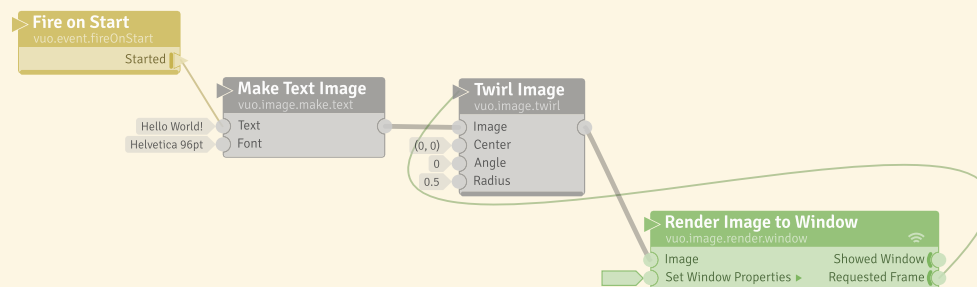 Fire on Start
vuo.event.fireOnStart
Started
Make Text Image
vuo.image.make.text
Hello World!
Text
Helvetica 96pt
Font
Twirl Image
vuo.image.twirl
Image
(0, 0)
Center
0
Angle
0.5
Radius
Render Image to Window
vuo.image.render.window
Image
Showed Window
Set Window Properties ▸
Requested Frame